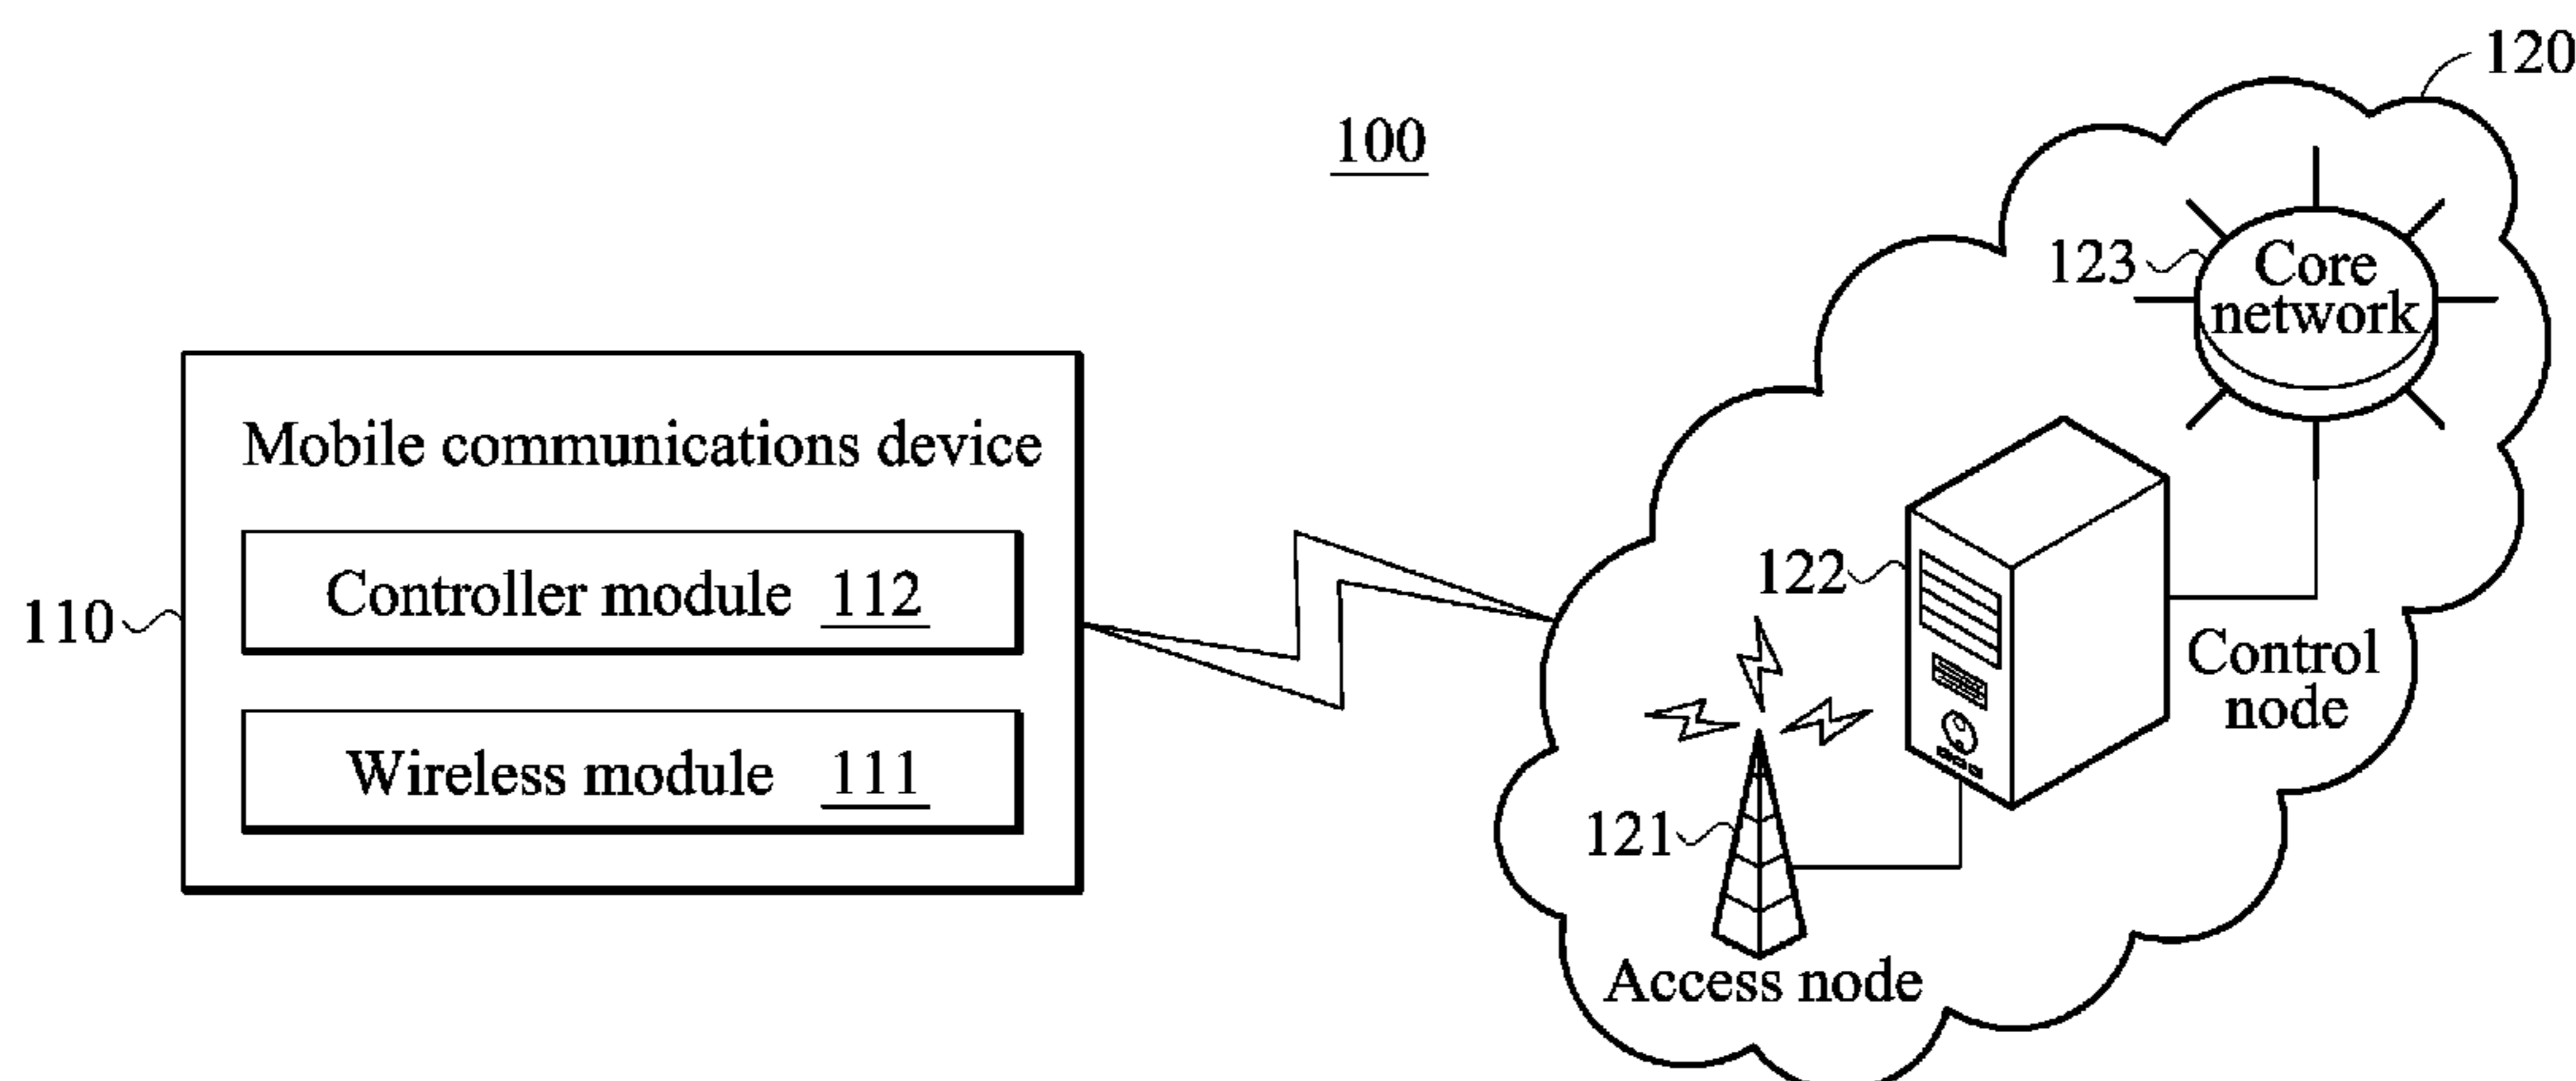 120
100
123
Core
network
Mobile communications device
Controller module 112
110
122
Control
node
Wireless module 111
121
Access node